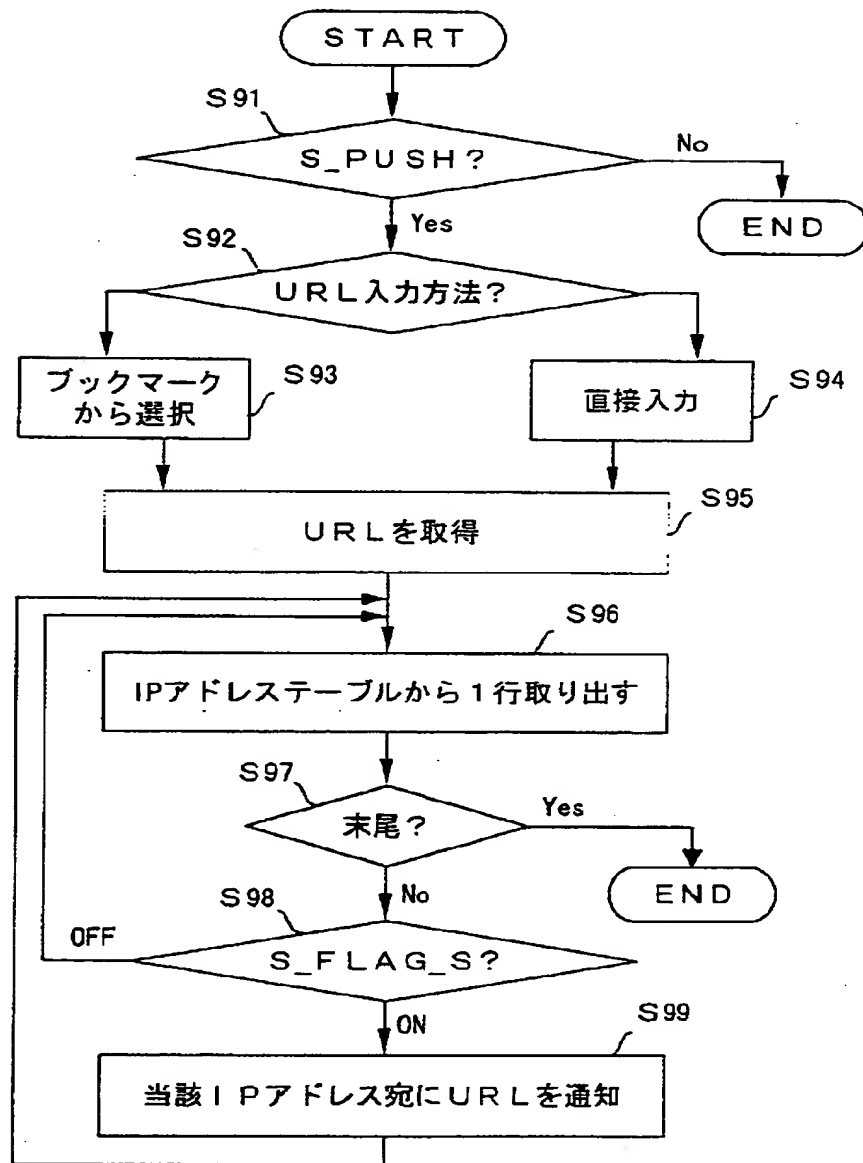 START
S91
S_PUSH?
No
END
Yes
S92
URL入力方法?
ブックマーク
から選択
S93
直接入力
S94
URLを取得
S95
S96
IPアドレステーブルから1行取り出す
S97
末尾?
Yes
END
No
S98
OFF
S_FLAG_S?
ON
S99
当該IPアドレス宛にURLを通知